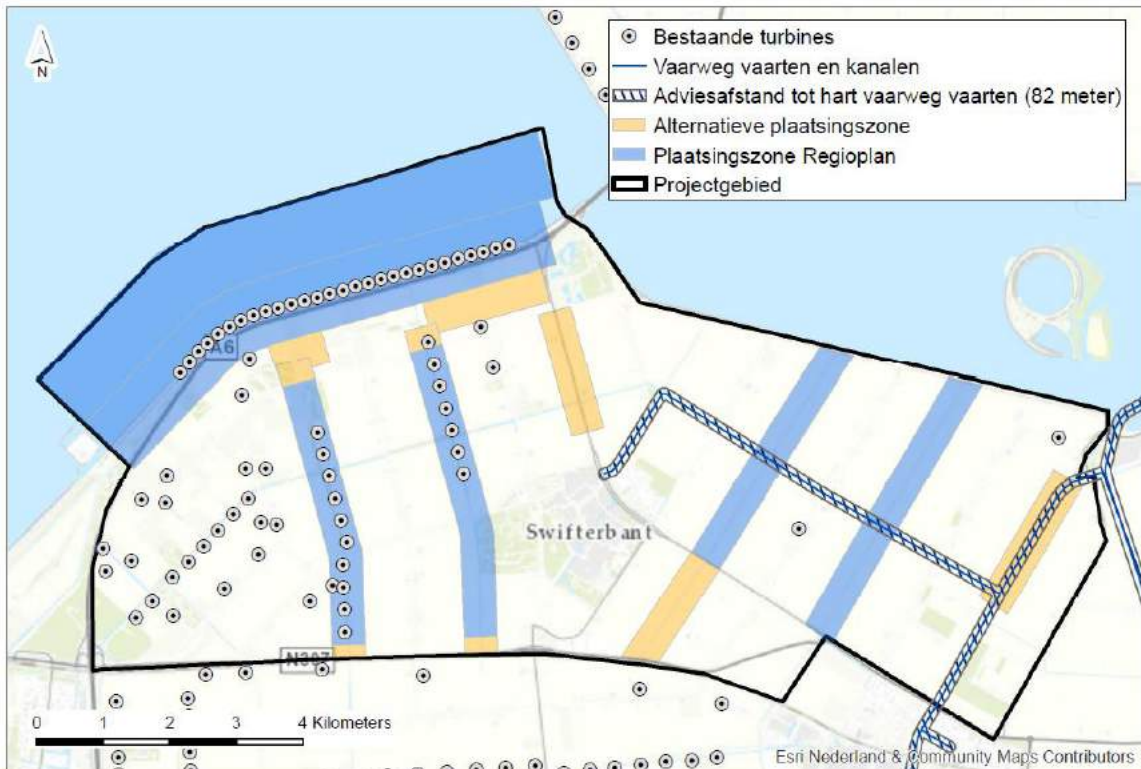 N
Bestaande turbines
Vaarweg vaarten en kanalen
Adviesafstand tot hart vaarweg vaarten (82 meter)
Alternatieve plaatsingszone
Plaatsingszone Regioplan
Projectgebied
A6
Swifterbant
N307
0 1 2 3 4 Kilometers
Esri Nederland & Community Maps Contributors